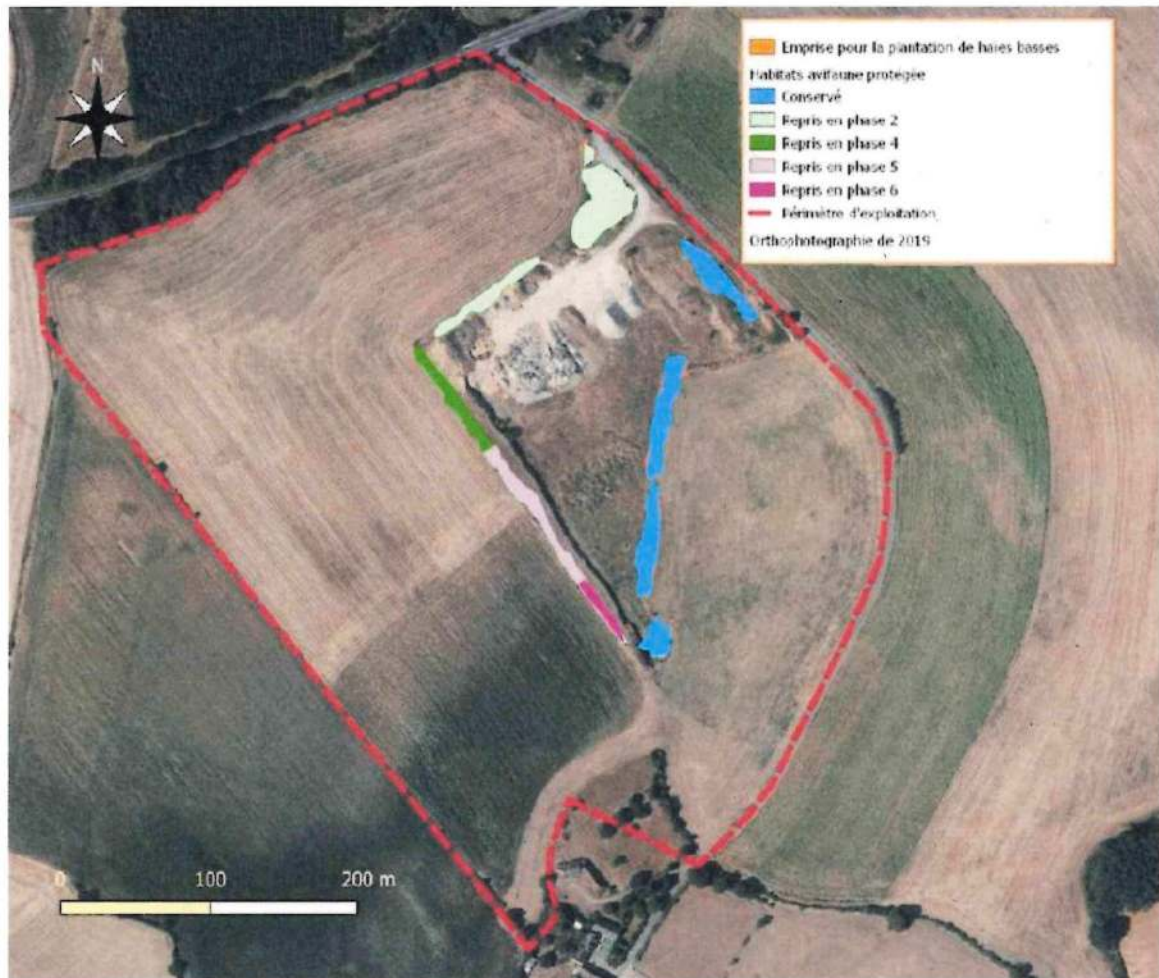 N
Emprise pour la plantation de haies basses
Habitats avifaune protégée
Conservé
Repris en phase 2
Repris en phase 4
Repris en phase 5
Repris en phase 6
Périmètre d'exploitation
Orthophotographie de 2019
0 100 200 m